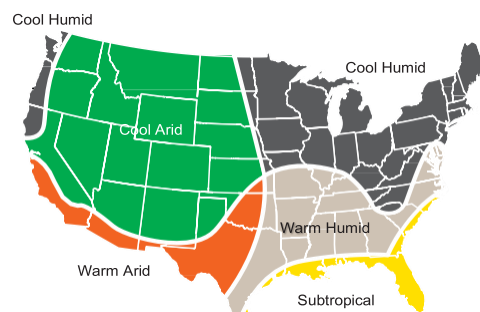 Cool Humid
Cool Humid
Cool Arid
Warm Humid
Warm Arid
Subtropical